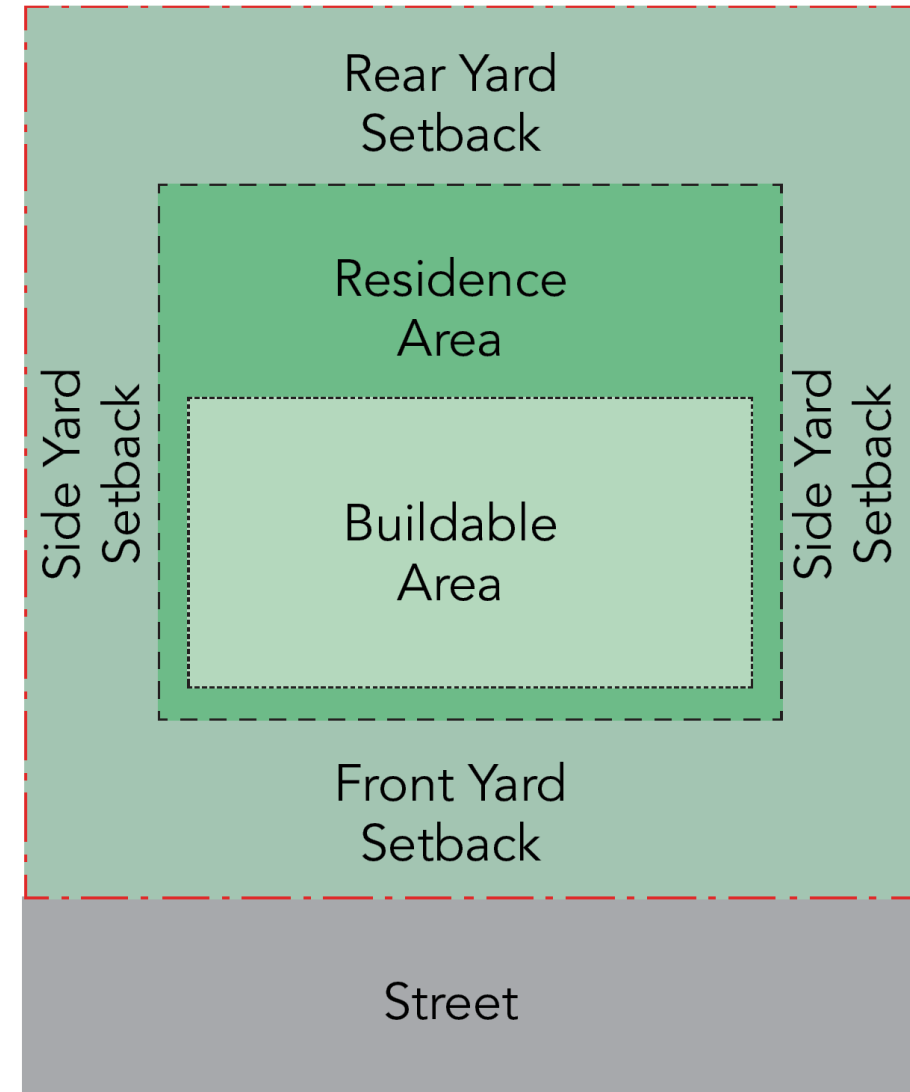 Rear Yard
Setback
Residence
Area
Side Yard
Setback
Buildable
Area
Side Yard
Setback
Front Yard
Setback
Street